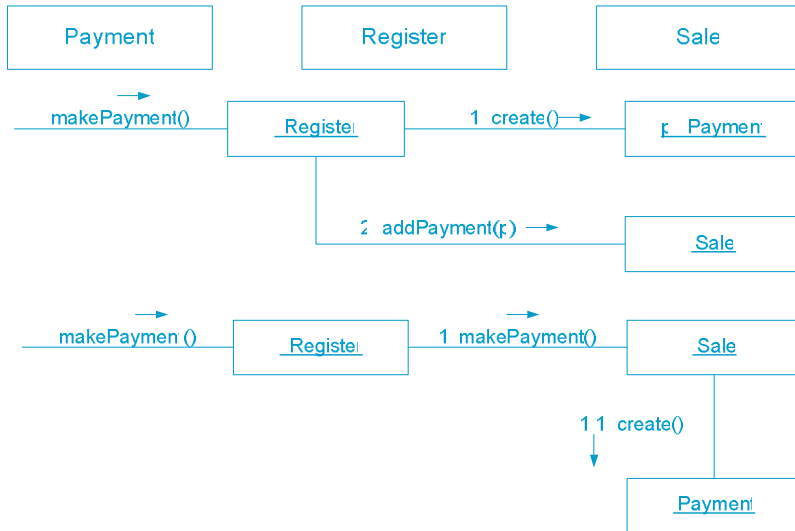 Payment
Register
Sale
makePayment()
Register
1 create()
p Payment
2 addPayment(p)
Sale
makePayment()
Register
1 makePayment()
Sale
1 1 create()
Payment